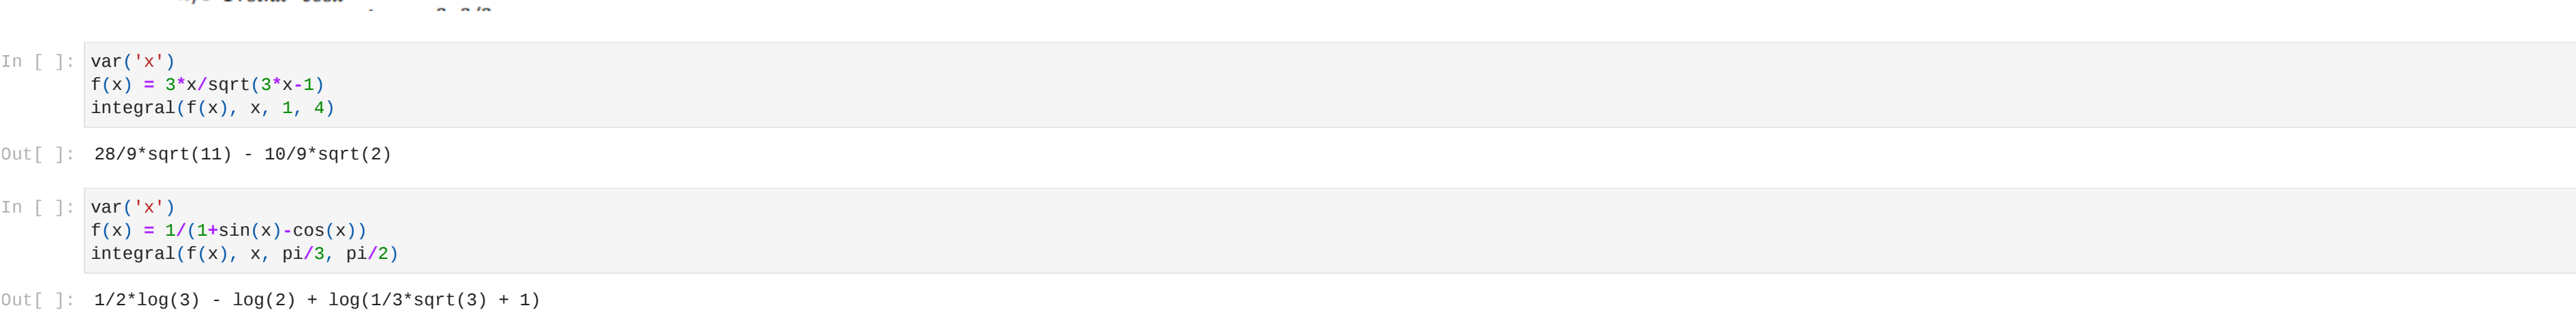 In [ ]: var('x')
f(x) = 3*x/sqrt(3*x-1)
integral(f(x), x, 1, 4)
Out[ ]: 28/9*sqrt(11) - 10/9*sqrt(2)
In [ ]: var('x')
f(x) = 1/(1+sin(x)-cos(x))
integral(f(x), x, pi/3, pi/2)
Out[ ]: 1/2*log(3) - log(2) + log(1/3*sqrt(3) + 1)